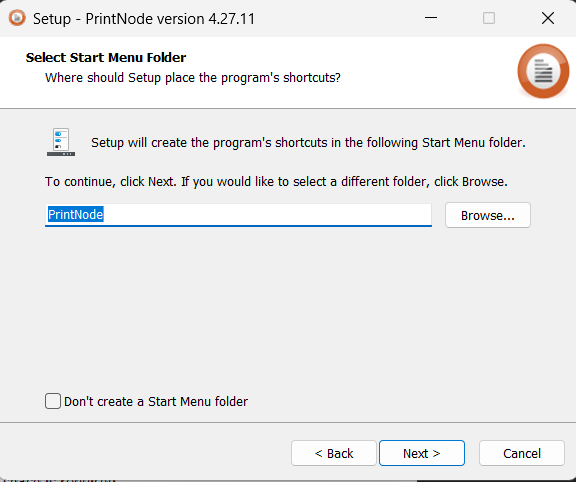 Setup - PrintNode version 4.27.11
Select Start Menu Folder
Where should Setup place the program's shortcuts?
Setup will create the program's shortcuts in the following Start Menu folder.
To continue, click Next. If you would like to select a different folder, click Browse.
PrintNode
Browse...
Don't create a Start Menu folder
< Back
Next >
Cancel